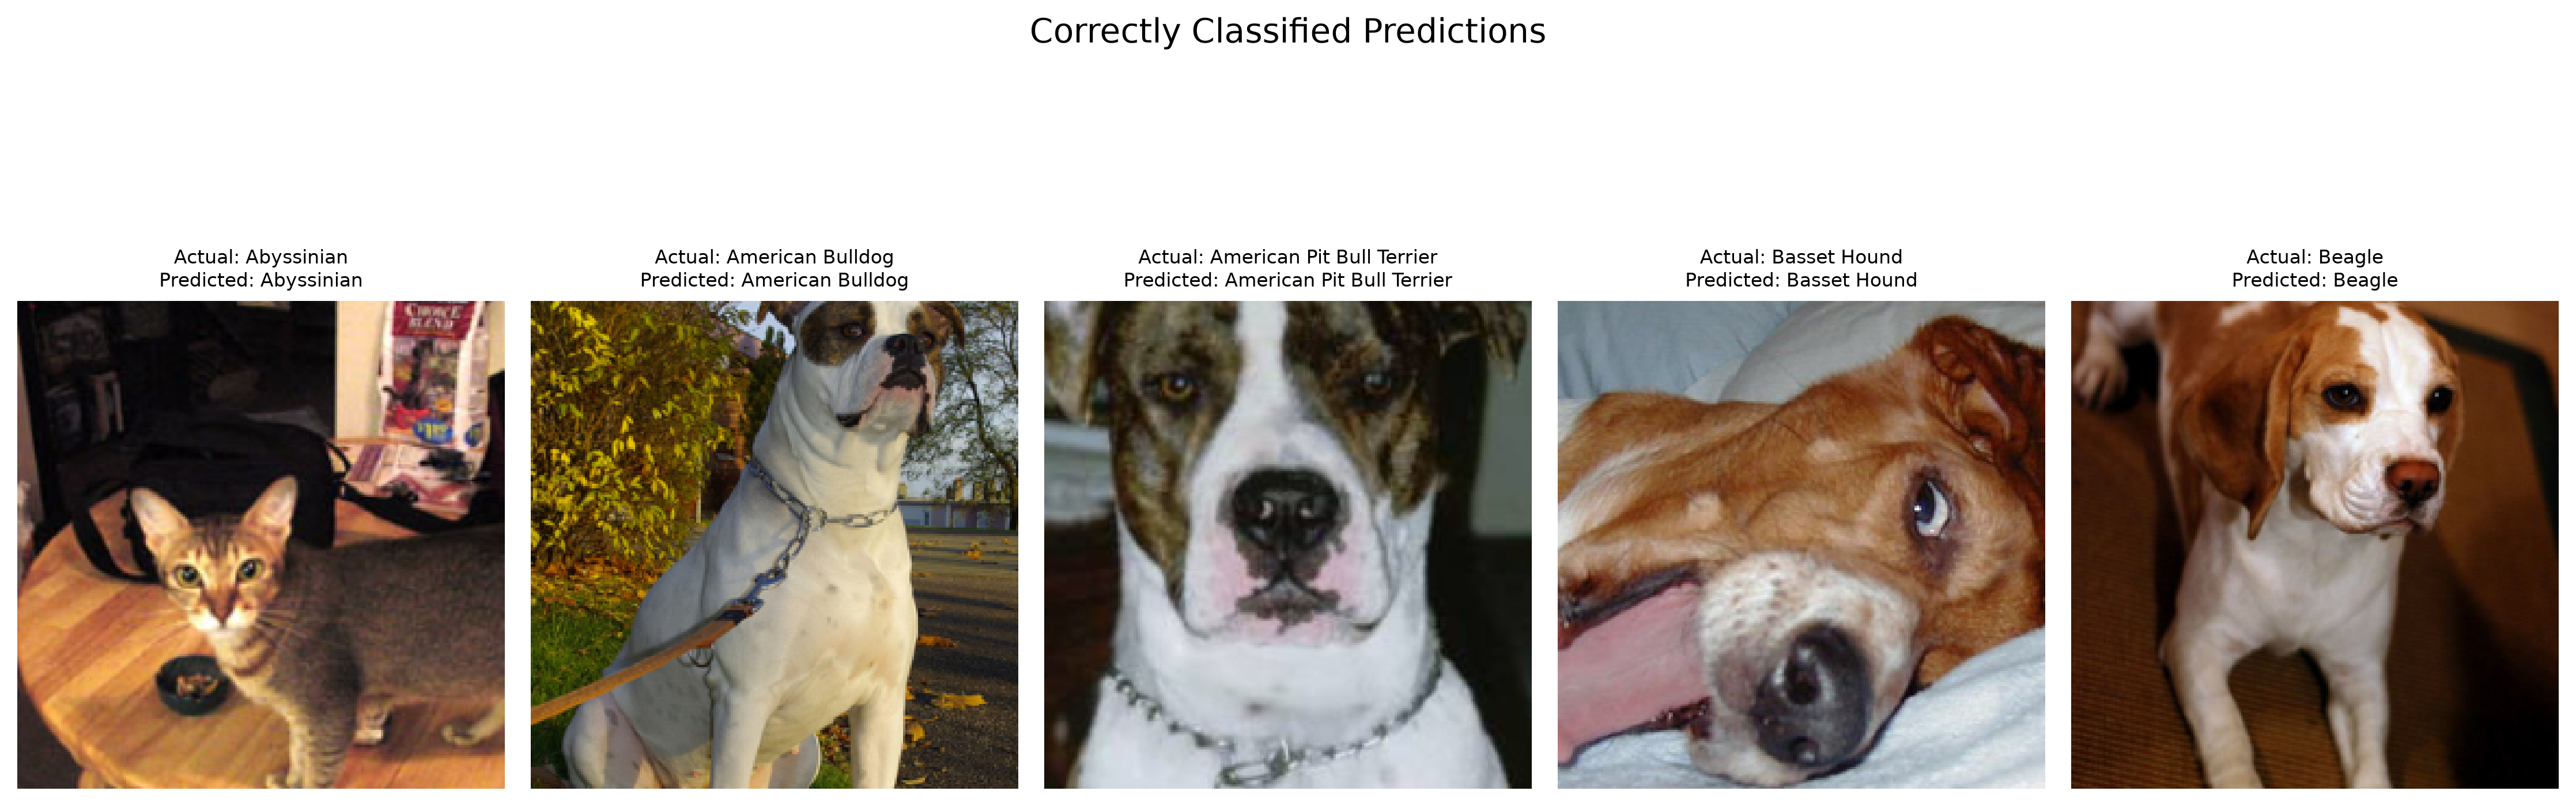 Correctly Classified Predictions
Actual: Abyssinian
Predicted: Abyssinian
Actual: American Bulldog
Predicted: American Bulldog
Actual: American Pit Bull Terrier
Predicted: American Pit Bull Terrier
Actual: Basset Hound
Predicted: Basset Hound
Actual: Beagle
Predicted: Beagle
CHOICE
BLEND